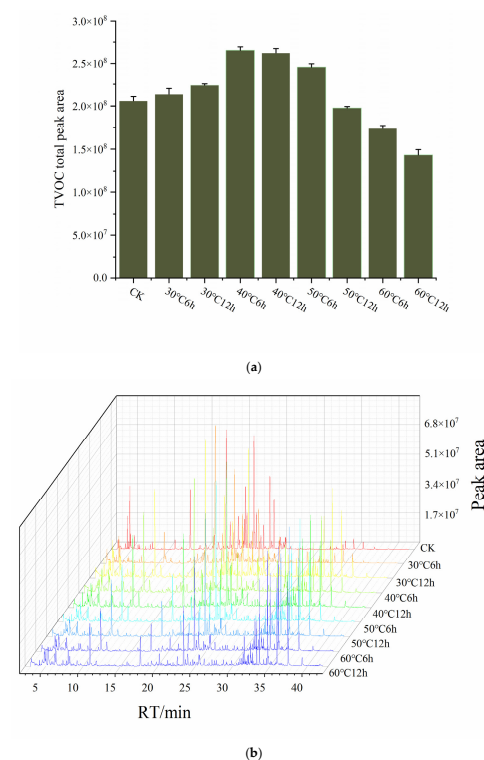 3.0×10⁸
2.5×10⁸
2.0×10⁸
1.5×10⁸
1.0×10⁸
5.0×10⁷
0.0
TVOC total peak area
CK 30℃6h 30℃12h 40℃6h 40℃12h 50℃6h 50℃12h 60℃6h 60℃12h
(a)
6.8×10⁷
5.1×10⁷
3.4×10⁷
1.7×10⁷
Peak area
CK
30℃6h
30℃12h
40℃6h
40℃12h
50℃6h
50℃12h
60℃6h
60℃12h
5 10 15 20 25 30 35 40
RT/min
(b)